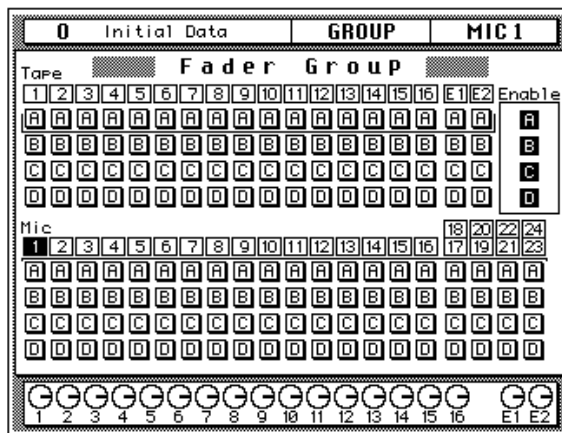 0 Initial Data GROUP MIC 1
Fader Group
Tape
1 2 3 4 5 6 7 8 9 10 11 12 13 14 15 16 E1 E2 Enable
A A A A A A A A A A A A A A A A A A A
B B B B B B B B B B B B B B B B B B B
C C C C C C C C C C C C C C C C C C C
D D D D D D D D D D D D D D D D D D D
Mic 18 20 22 24
1 2 3 4 5 6 7 8 9 10 11 12 13 14 15 16 17 19 21 23
A A A A A A A A A A A A A A A A A A A A
B B B B B B B B B B B B B B B B B B B B
C C C C C C C C C C C C C C C C C C C C
D D D D D D D D D D D D D D D D D D D D
1 2 3 4 5 6 7 8 9 10 11 12 13 14 15 16 E1 E2